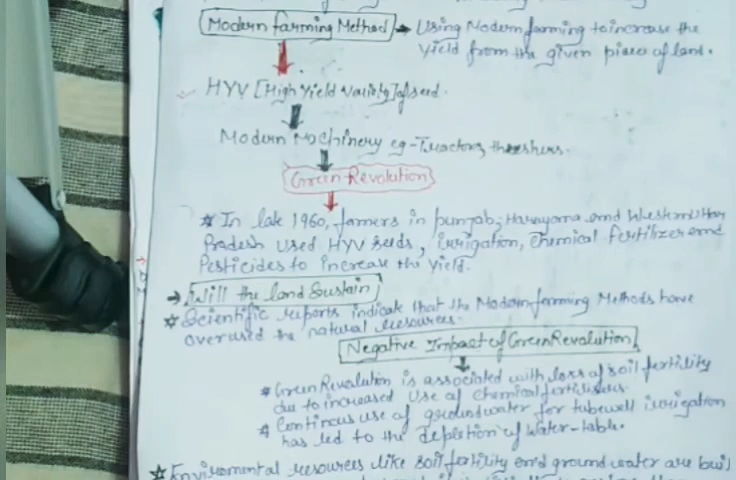 Modern farming Method → Using Modern farming to increase the
yield from the given piece of land.
HYV [High Yield Variety] of seed.
Modern Machinery eg - Tractors, threshers.
Green Revolution
* In late 1960, farmers in punjab, Harayana and Western Uttar
Pradesh used HYV seeds, irrigation, Chemical fertilizer and
Pesticides to increase the yield.
→ Will the land Sustain
* Scientific reports indicate that the Modern farming Methods have
overused the natural resources.
Negative Impact of Green Revolution
* Green Revolution is associated with loss of soil fertility
due to increased use of chemical fertilisers.
* Continous use of groundwater for tubewell irrigation
has led to the depletion of water-table.
* Enviromental resources like soil fertility and ground water are